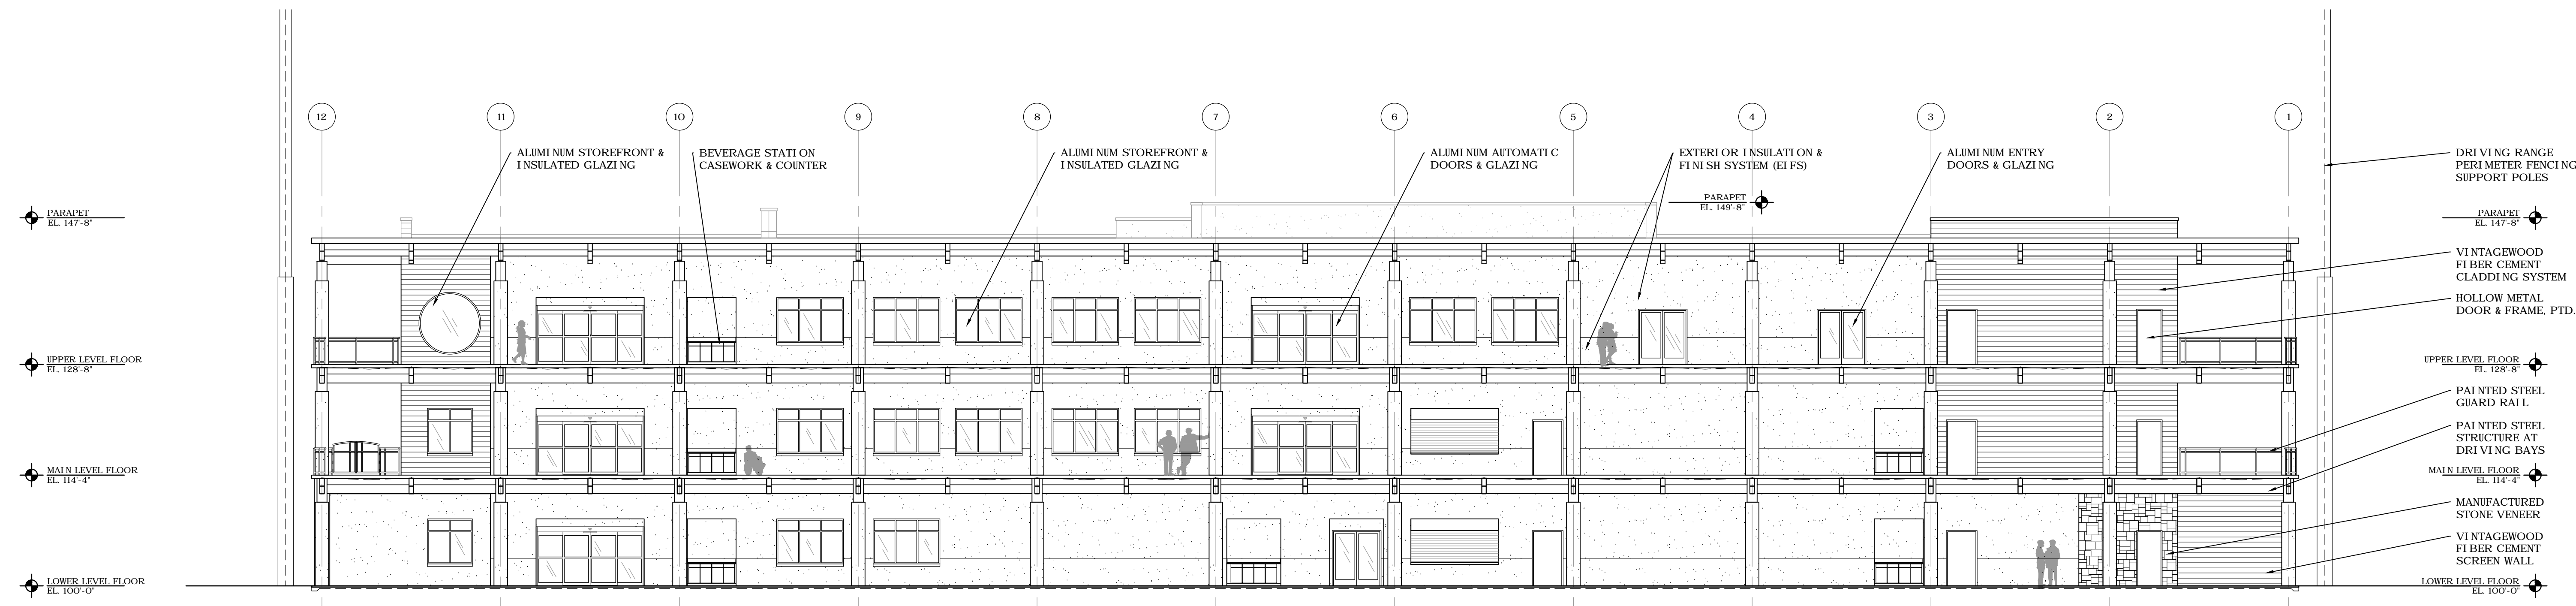 12
11
10
9
8
7
6
5
4
3
2
1
ALUMINUM STOREFRONT &
INSULATED GLAZING
BEVERAGE STATION
CASEWORK & COUNTER
ALUMINUM STOREFRONT &
INSULATED GLAZING
ALUMINUM AUTOMATIC
DOORS & GLAZING
EXTERIOR INSULATION &
FINISH SYSTEM (EIFS)
ALUMINUM ENTRY
DOORS & GLAZING
PARAPET
EL. 149'-8"
PARAPET
EL. 147'-8"
UPPER LEVEL FLOOR
EL. 128'-8"
MAIN LEVEL FLOOR
EL. 114'-4"
LOWER LEVEL FLOOR
EL. 100'-0"
DRIVING RANGE
PERIMETER FENCING
SUPPORT POLES
PARAPET
EL. 147'-8"
VINTAGEWOOD
FIBER CEMENT
CLADDING SYSTEM
HOLLOW METAL
DOOR & FRAME, PTD.
UPPER LEVEL FLOOR
EL. 128'-8"
PAINTED STEEL
GUARD RAIL
PAINTED STEEL
STRUCTURE AT
DRIVING BAYS
MAIN LEVEL FLOOR
EL. 114'-4"
MANUFACTURED
STONE VENEER
VINTAGEWOOD
FIBER CEMENT
SCREEN WALL
LOWER LEVEL FLOOR
EL. 100'-0"